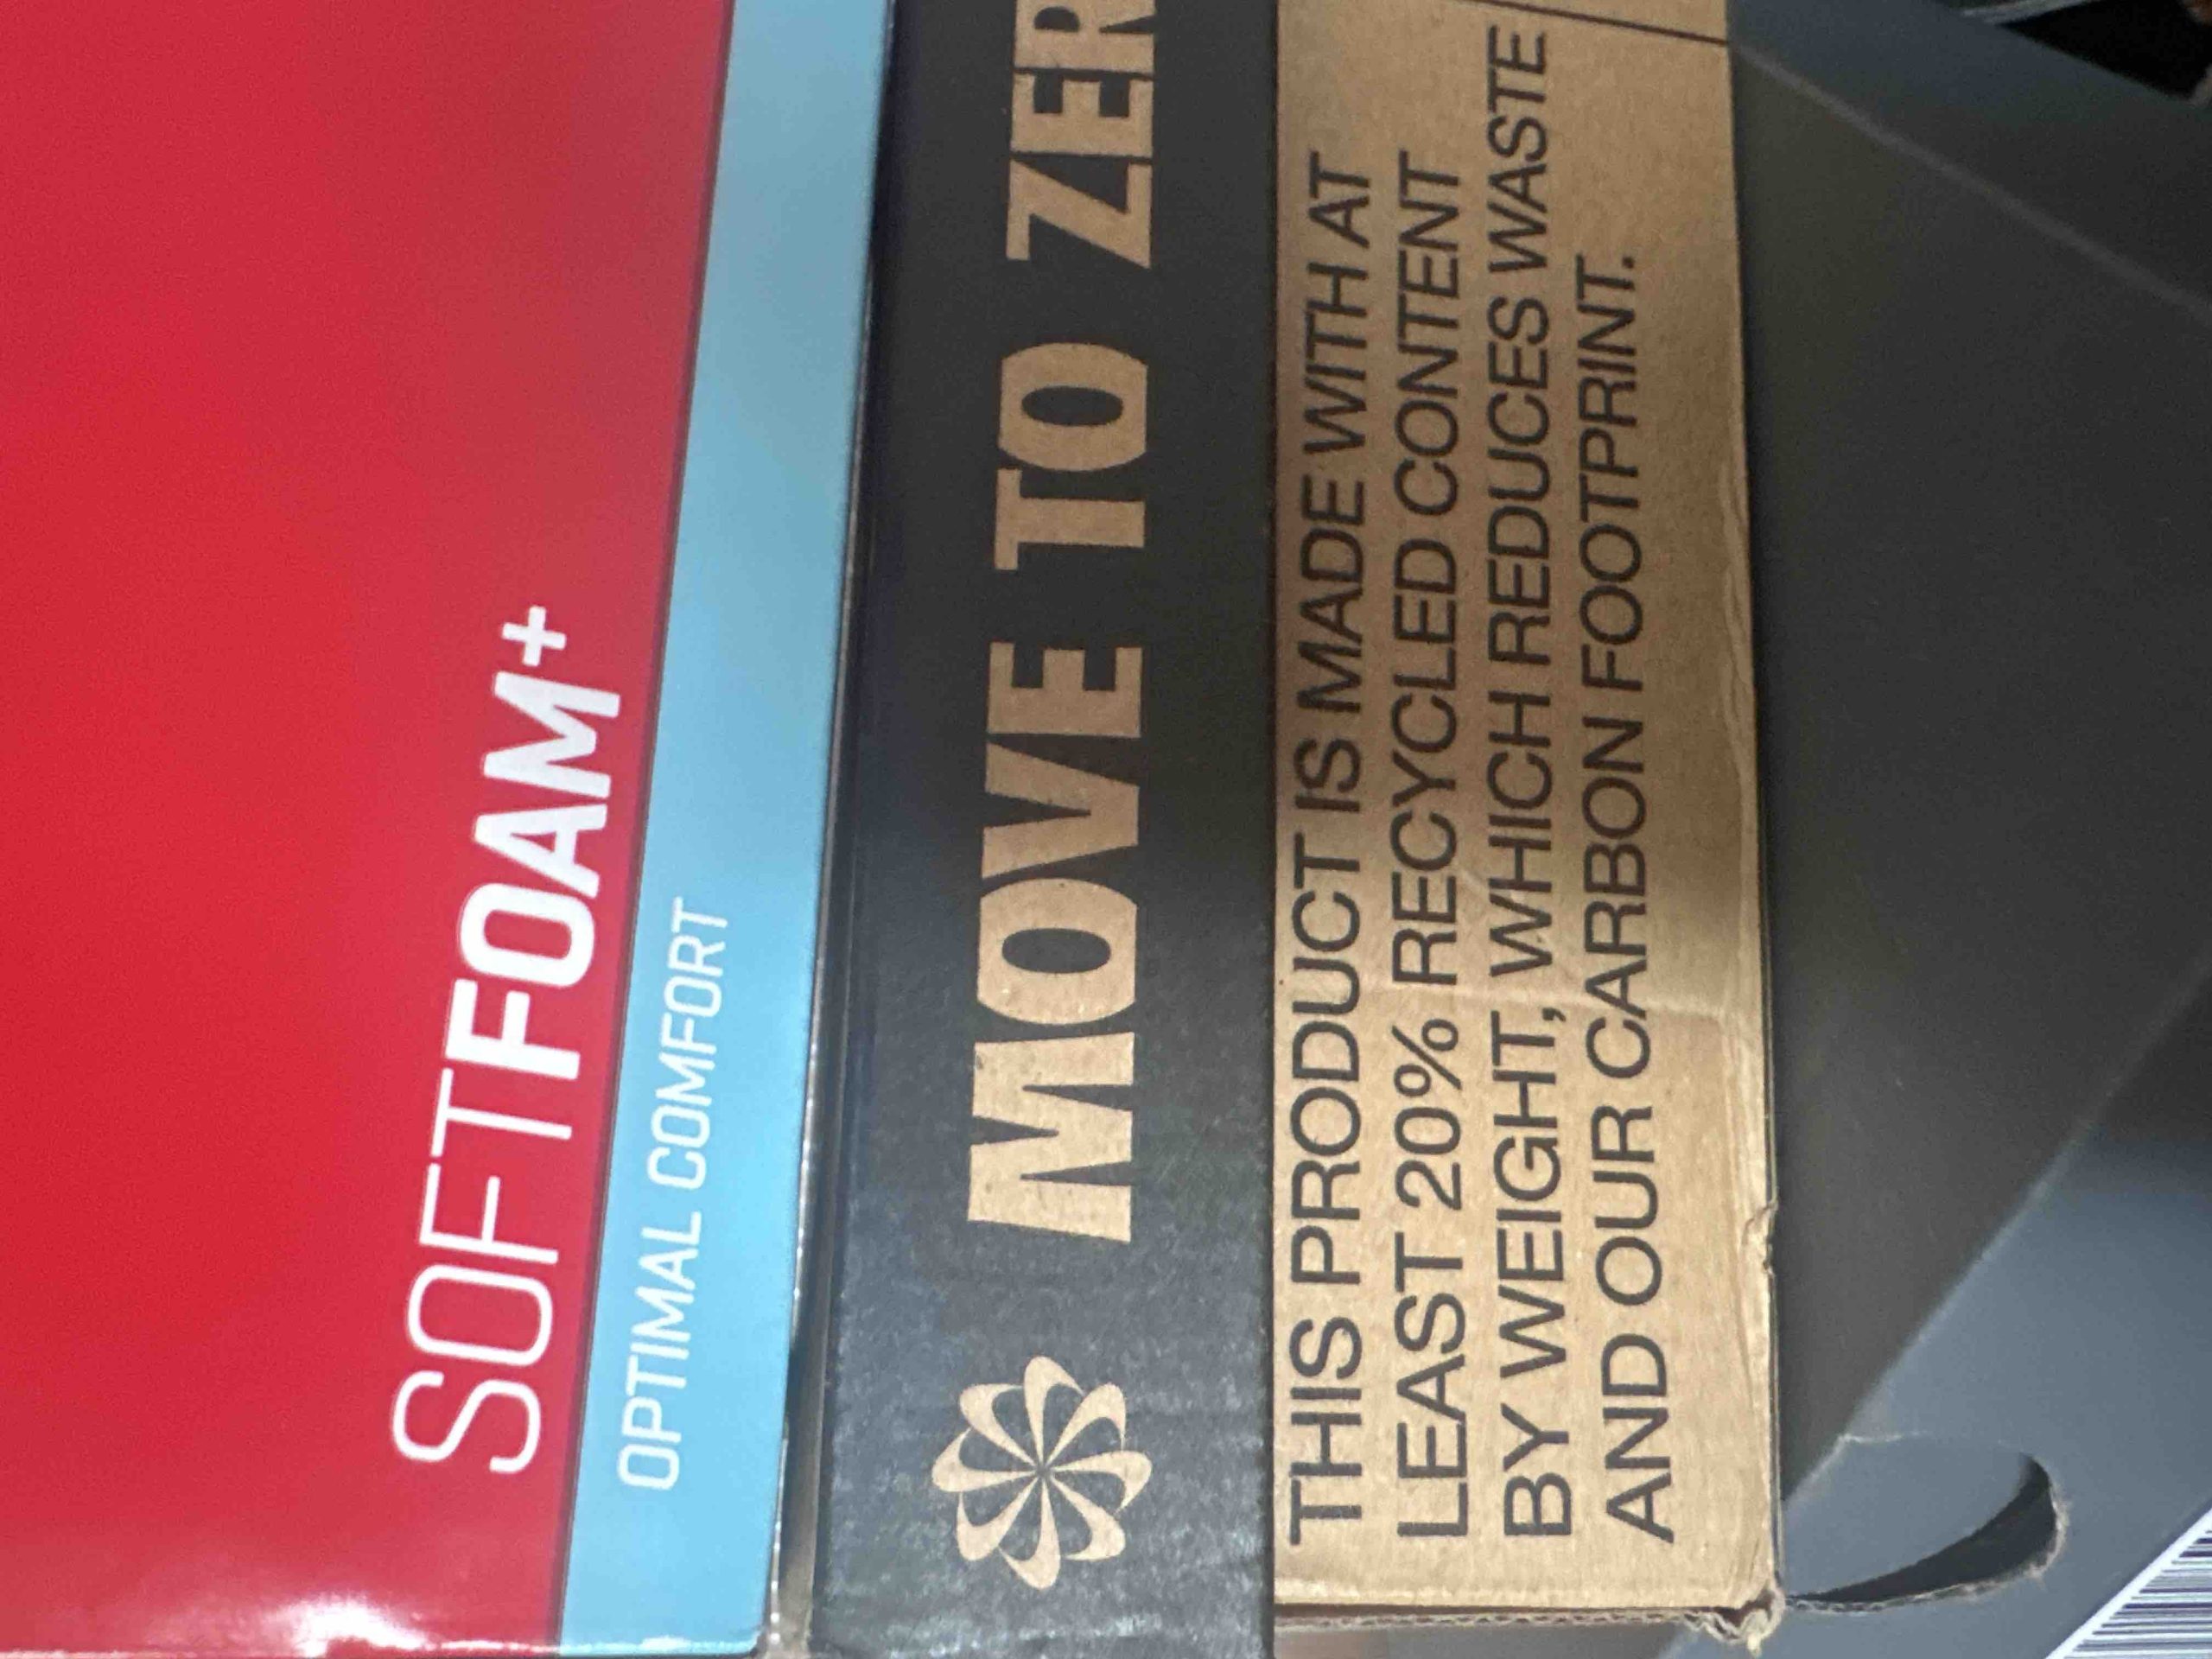 SOFTFOAM+
OPTIMAL COMFORT
MOVE TO ZER
THIS PRODUCT IS MADE WITH AT
LEAST 20% RECYCLED CONTENT
BY WEIGHT, WHICH REDUCES WASTE
AND OUR CARBON FOOTPRINT.